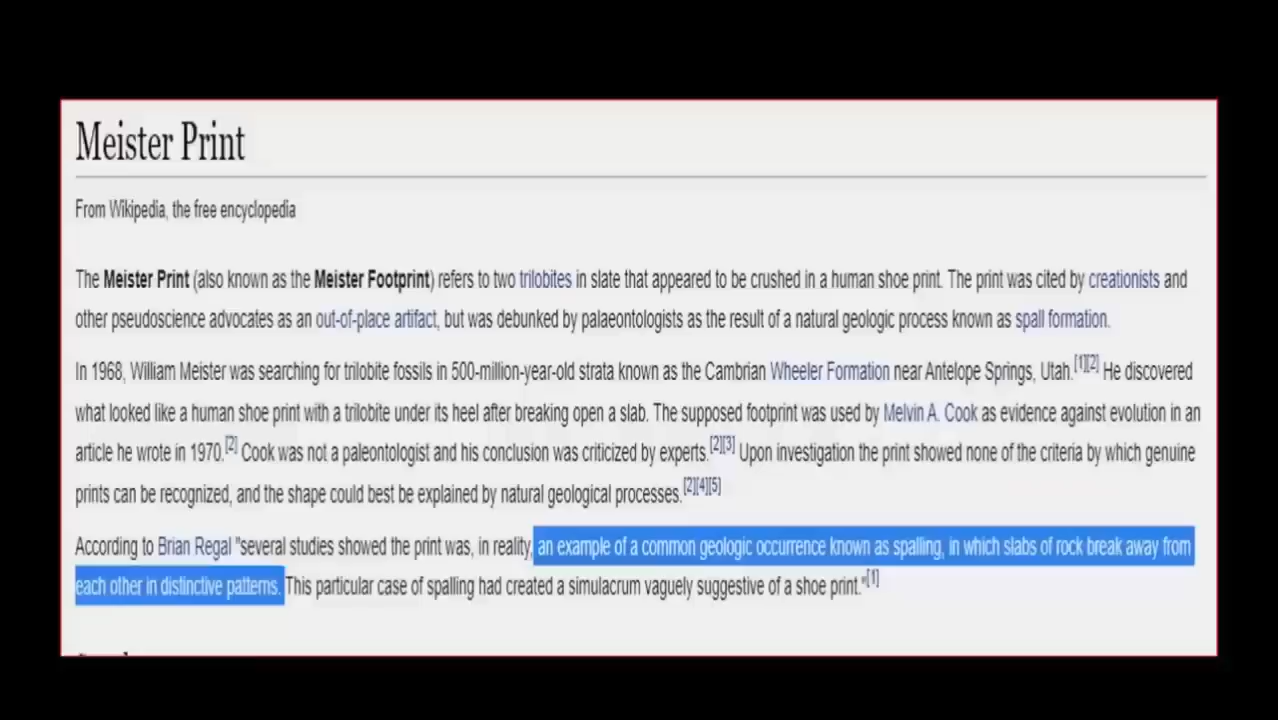 Meister Print
From Wikipedia, the free encyclopedia
The Meister Print (also known as the Meister Footprint) refers to two trilobites in slate that appeared to be crushed in a human shoe print. The print was cited by creationists and
other pseudoscience advocates as an out-of-place artifact, but was debunked by palaeontologists as the result of a natural geologic process known as spall formation.
In 1968, William Meister was searching for trilobite fossils in 500-million-year-old strata known as the Cambrian Wheeler Formation near Antelope Springs, Utah.[1][2] He discovered
what looked like a human shoe print with a trilobite under its heel after breaking open a slab. The supposed footprint was used by Melvin A. Cook as evidence against evolution in an
article he wrote in 1970.[2] Cook was not a paleontologist and his conclusion was criticized by experts.[2][3] Upon investigation the print showed none of the criteria by which genuine
prints can be recognized, and the shape could best be explained by natural geological processes.[2][4][5]
According to Brian Regal "several studies showed the print was, in reality, an example of a common geologic occurrence known as spalling, in which slabs of rock break away from
each other in distinctive patterns. This particular case of spalling had created a simulacrum vaguely suggestive of a shoe print."[1]